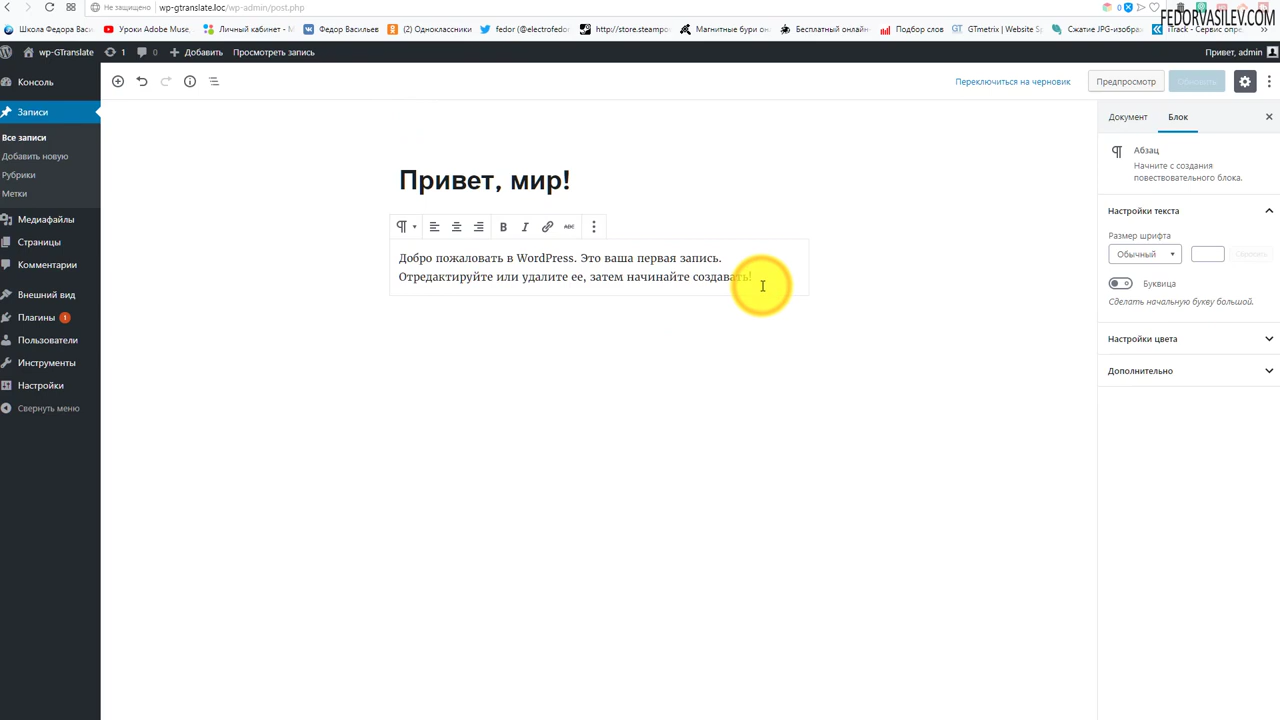 Не защищено wp-gtranslate.loc/wp-admin/post.php
0
FEDORVASILEV.COM
Школа Федора Васи.
Уроки Adobe Muse,
Личный кабинет - М
Федор Васильев
(2) Одноклассники
fedor (@electrofedor
http://store.steampo
Магнитные бури он
Бесплатный онлайн
Подбор слов
GTmetrix | Website S
Сжатие JPG-изобра
iTrack - Сервис опре
wp-GTranslate
1
0
Добавить
Просмотреть запись
Привет, admin
Консоль
Записи
Все записи
Добавить новую
Рубрики
Метки
Медиафайлы
Страницы
Комментарии
Внешний вид
Плагины 1
Пользователи
Инструменты
Настройки
Свернуть меню
Переключиться на черновик
Предпросмотр
Обновить
Привет, мир!
B I ABC
Добро пожаловать в WordPress. Это ваша первая запись.
Отредактируйте или удалите ее, затем начинайте создавать!
Документ
Блок
Абзац
Начните с создания
повествовательного блока.
Настройки текста
Размер шрифта
Обычный
Сбросить
Буквица
Сделать начальную букву большой.
Настройки цвета
Дополнительно